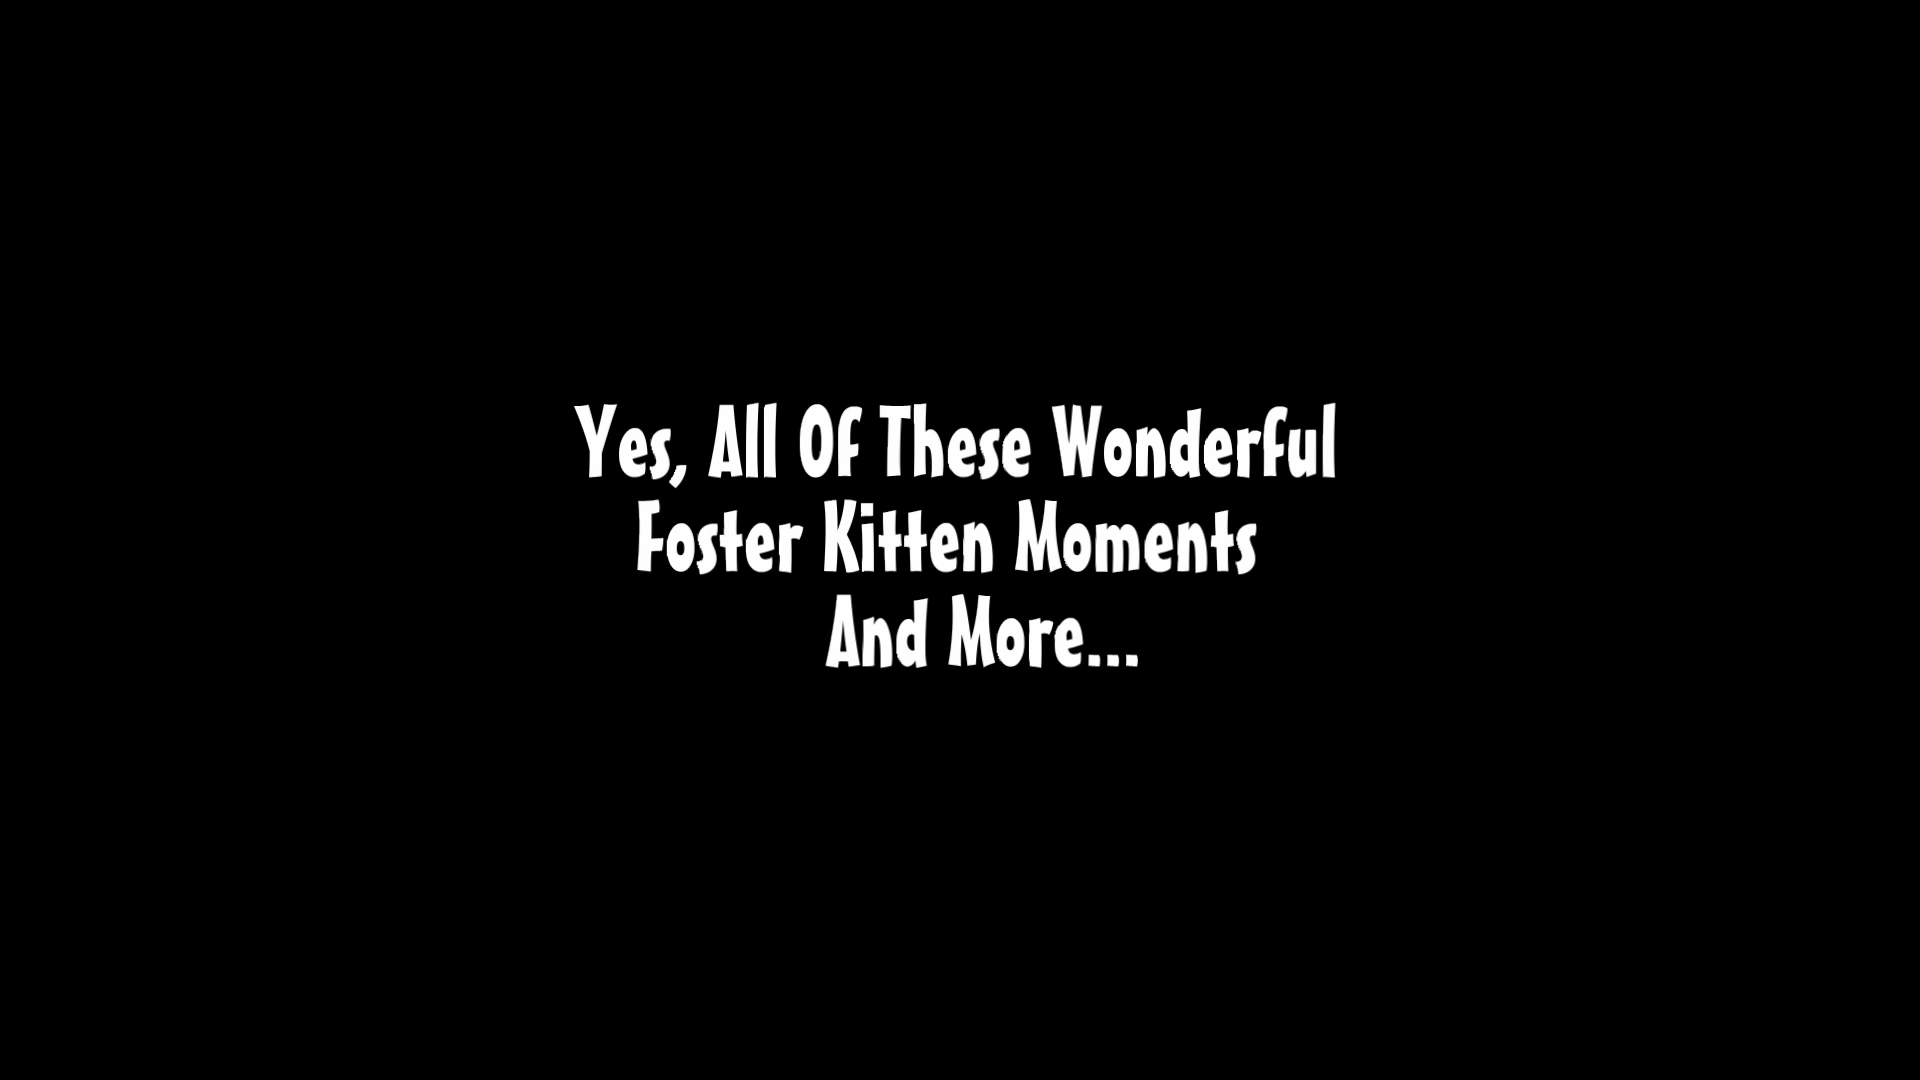 Yes, All Of These Wonderful
Foster Kitten Moments
And More...